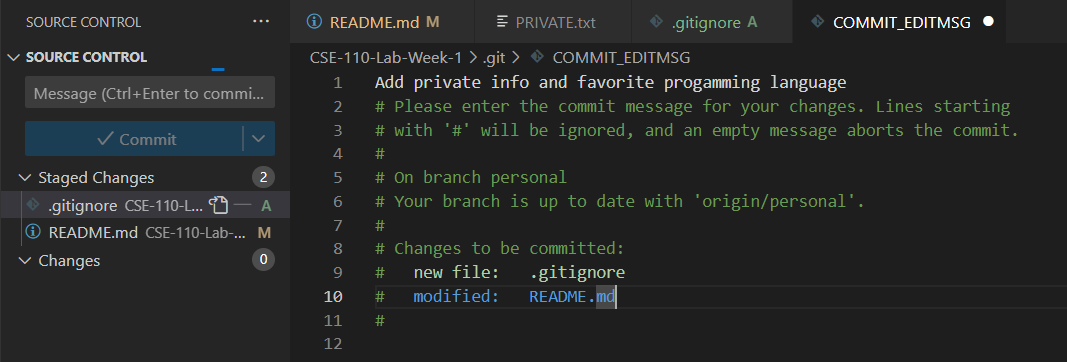 SOURCE CONTROL ···
SOURCE CONTROL
Message (Ctrl+Enter to commi...
Commit
Staged Changes 2
.gitignore CSE-110-L... A
README.md CSE-110-Lab-... M
Changes 0
README.md M PRIVATE.txt .gitignore A COMMIT_EDITMSG
CSE-110-Lab-Week-1 > .git > COMMIT_EDITMSG
1 Add private info and favorite progamming language
2 # Please enter the commit message for your changes. Lines starting
3 # with '#' will be ignored, and an empty message aborts the commit.
4 #
5 # On branch personal
6 # Your branch is up to date with 'origin/personal'.
7 #
8 # Changes to be committed:
9 # new file: .gitignore
10 # modified: README.md
11 #
12